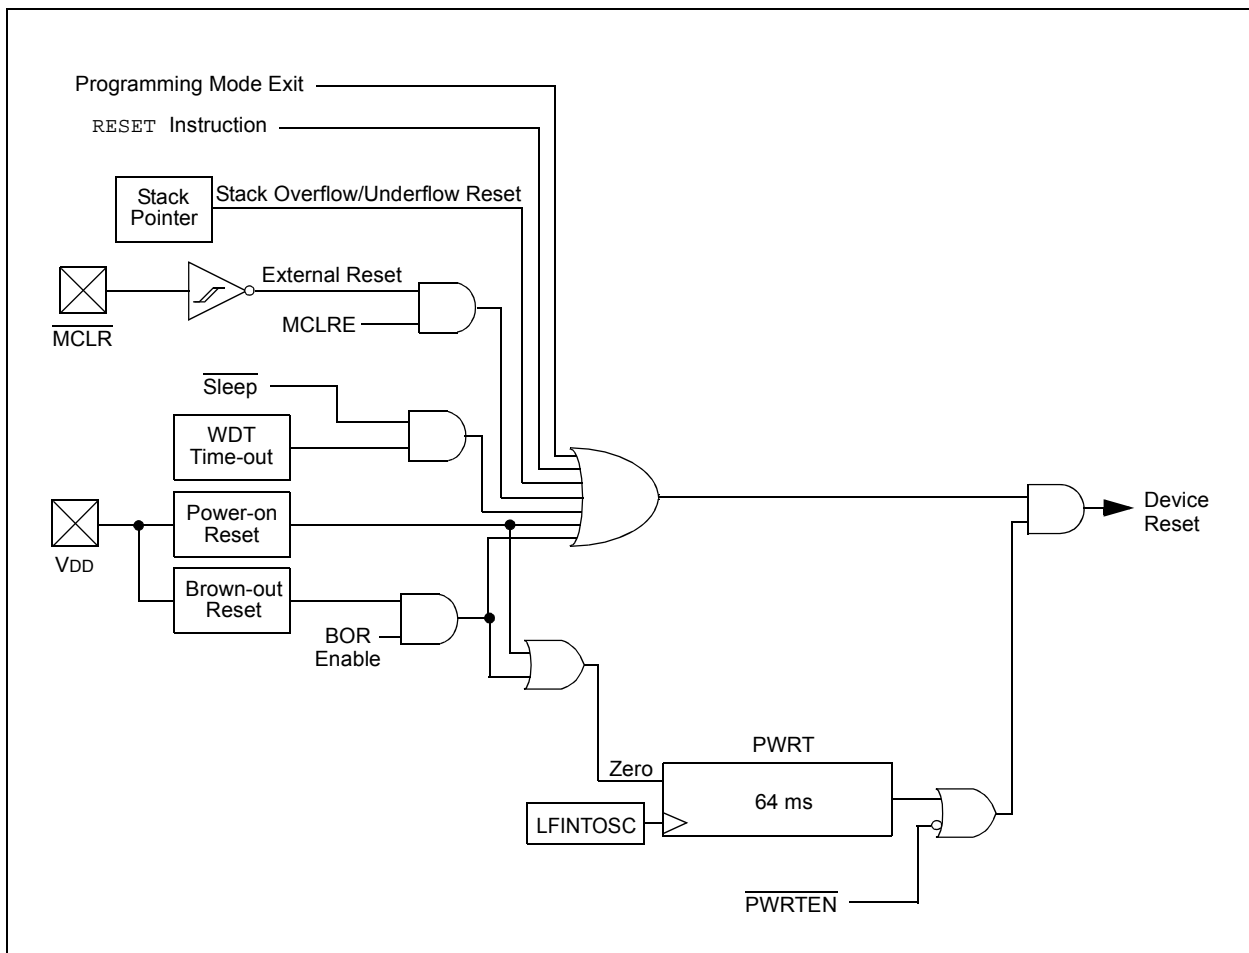 Programming Mode Exit
RESET Instruction
Stack
Pointer
Stack Overflow/Underflow Reset
External Reset
MCLRE
MCLR
Sleep
WDT
Time-out
Power-on
Reset
VDD
Brown-out
Reset
BOR
Enable
Device
Reset
PWRT
Zero
64 ms
LFINTOSC
PWRTEN